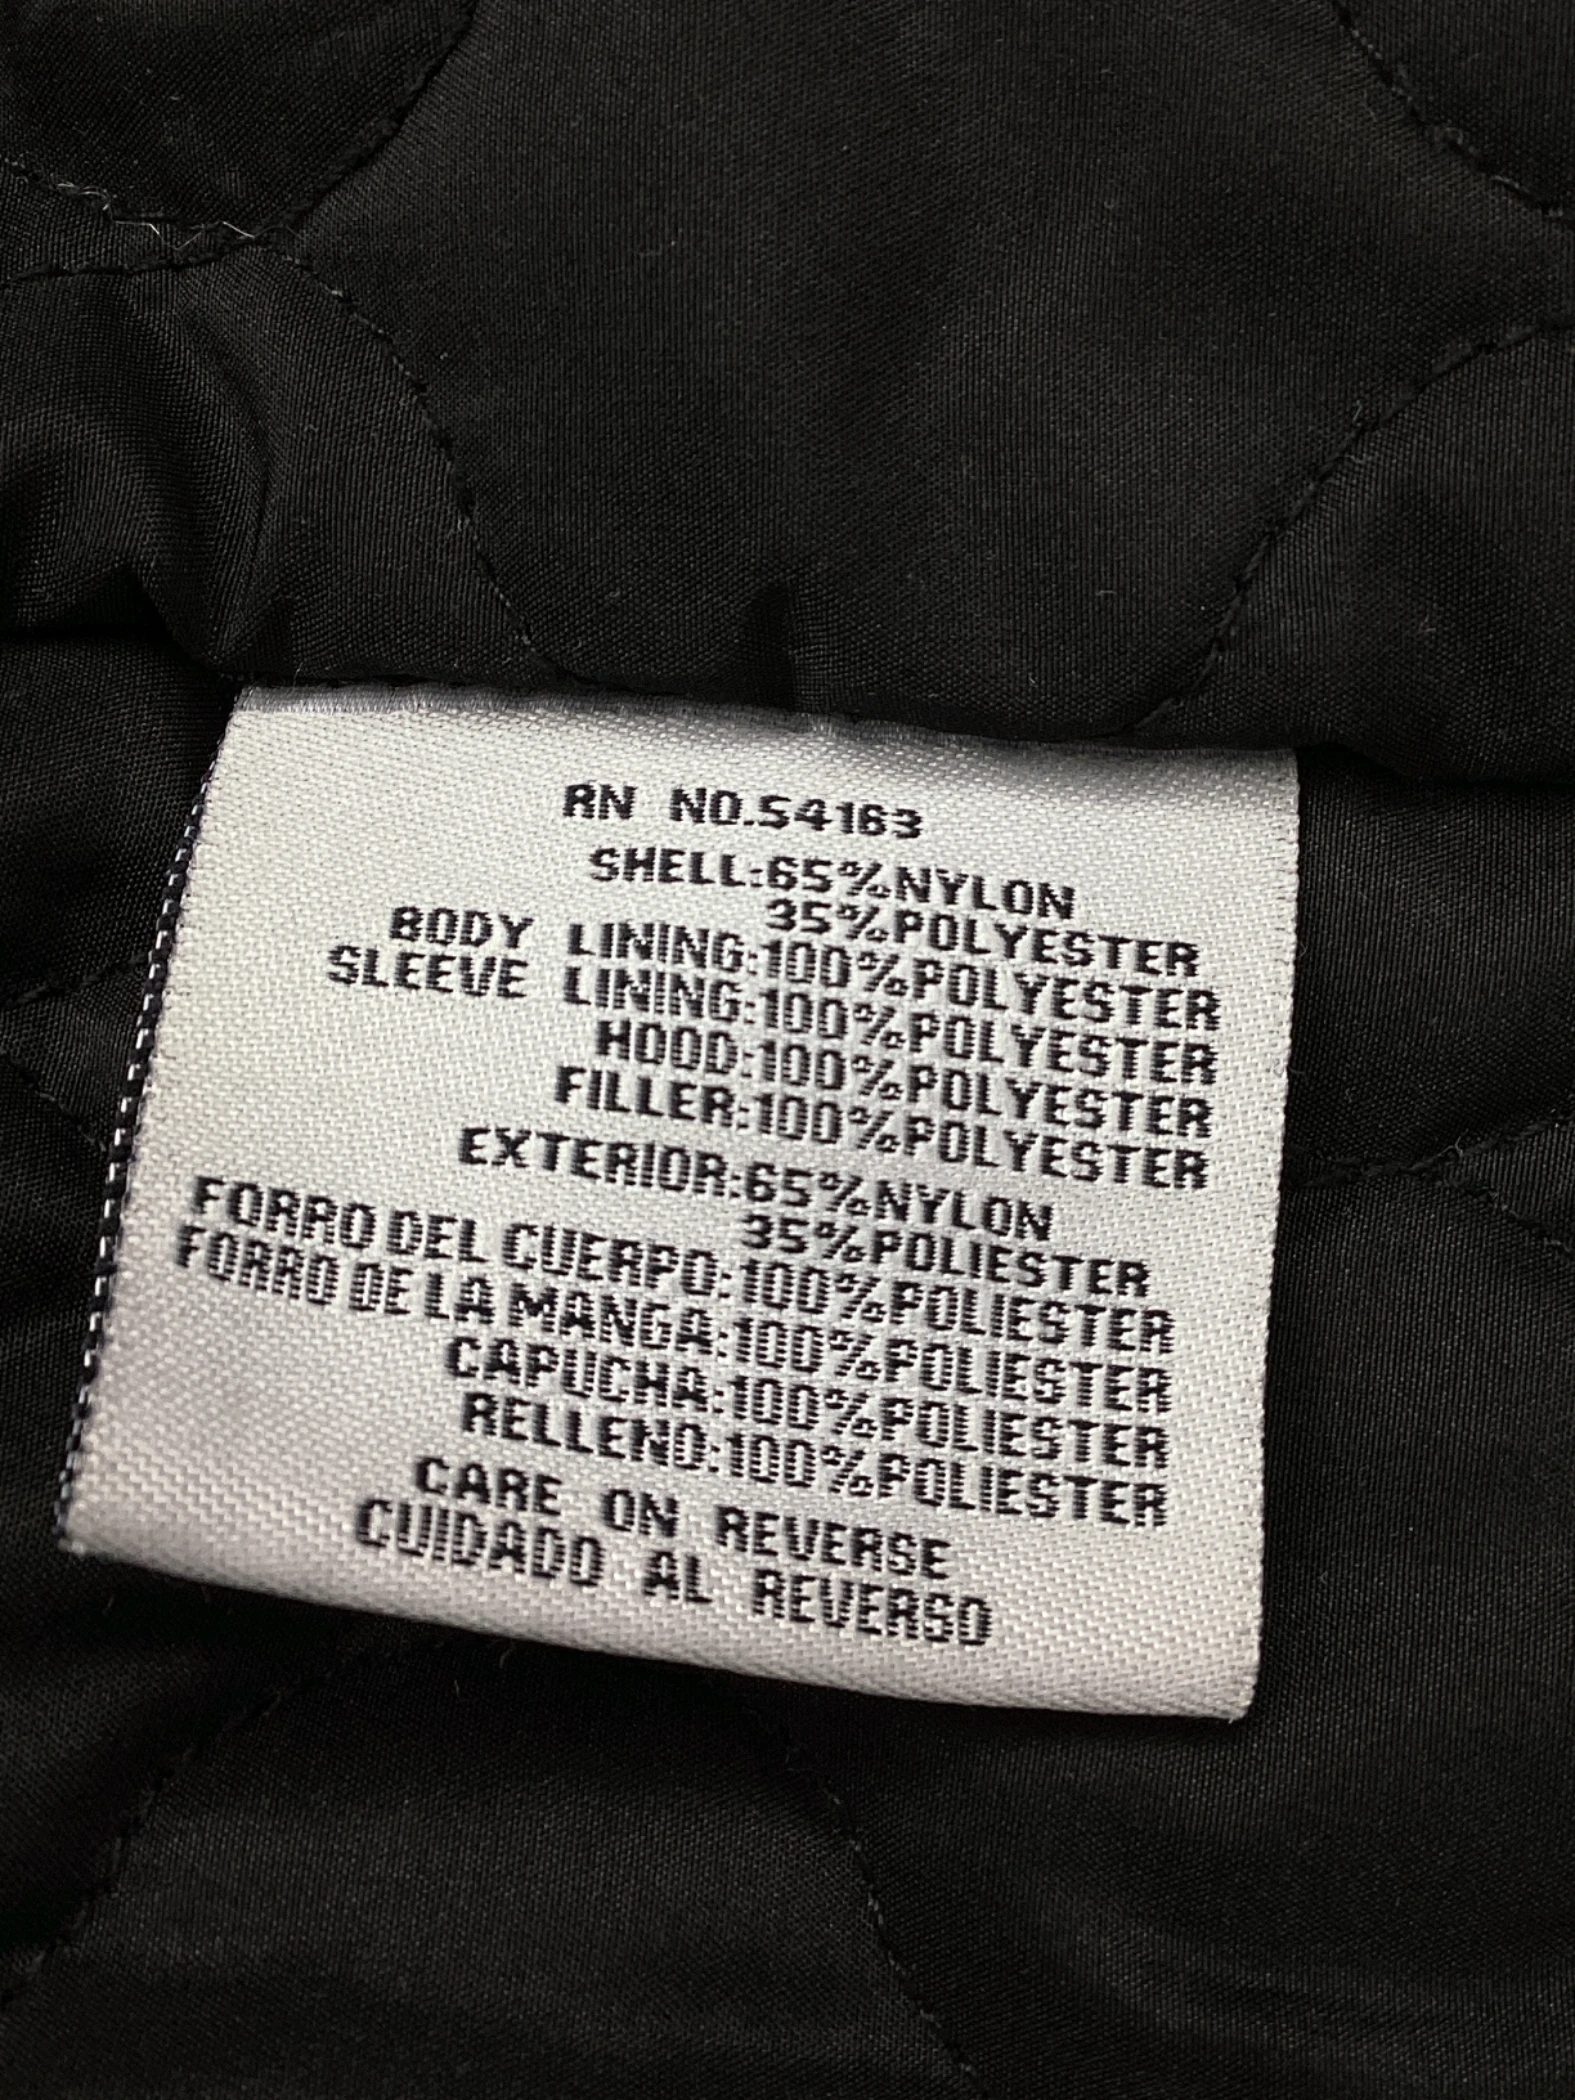 RN NO.54163
SHELL:65%NYLON
35%POLYESTER
BODY LINING:100%POLYESTER
SLEEVE LINING:100%POLYESTER
HOOD:100%POLYESTER
FILLER:100%POLYESTER
EXTERIOR:65%NYLON
35%POLIESTER
FORRO DEL CUERPO:100%POLIESTER
FORRO DE LA MANGA:100%POLIESTER
CAPUCHA:100%POLIESTER
RELLENO:100%POLIESTER
CARE ON REVERSE
CUIDADO AL REVERSO